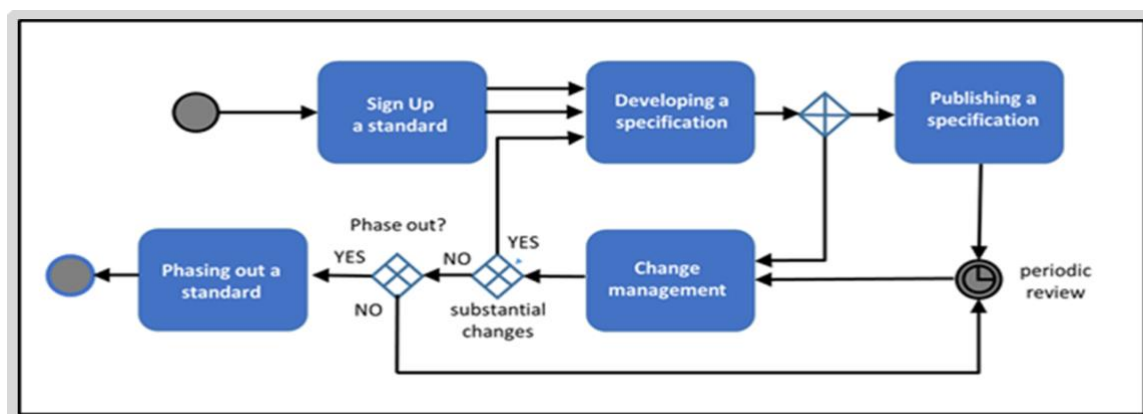 Sign Up
a standard
Developing a
specification
Publishing a
specification
Phase out?
YES
YES
NO
NO
Phasing out a
standard
substantial
changes
Change
management
periodic
review